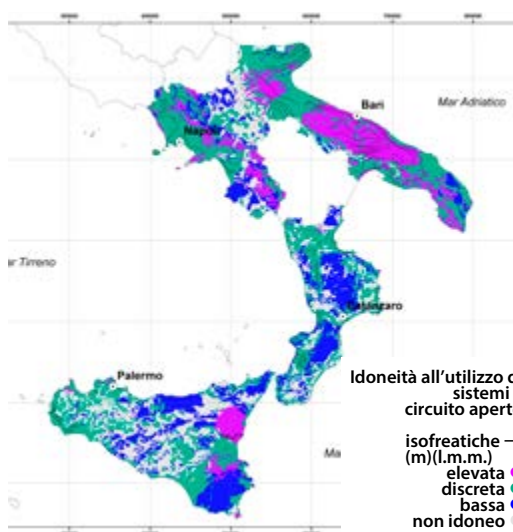 Bari
Mar Adriatico
Napoli
ar Tirreno
Catanzaro
Palermo
Ma
Idoneità all'utilizzo d
sistemi
circuito apert
isofreatiche
(m)(l.m.m.)
elevata
discreta
bassa
non idoneo